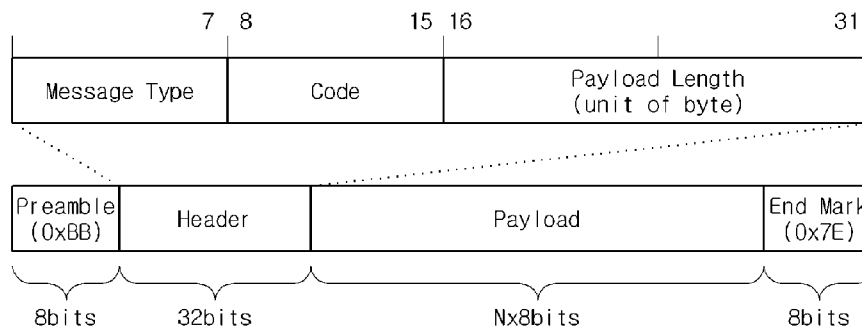 7 8 15 16 31
Message Type Code Payload Length
(unit of byte)
Preamble Header Payload End Mark
(0xBB) (0x7E)
8bits 32bits Nx8bits 8bits